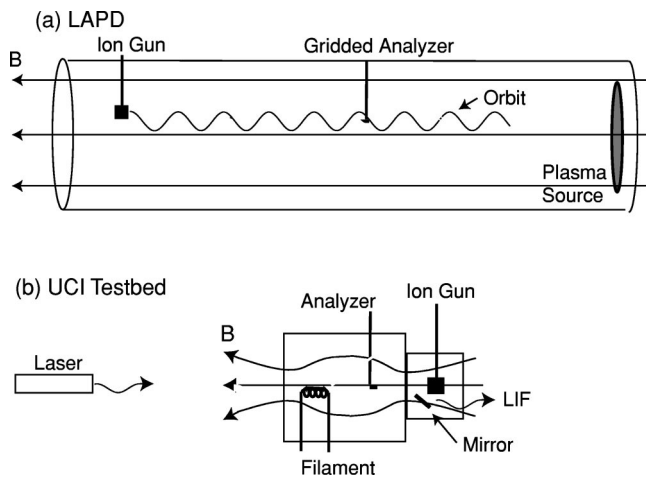 (a) LAPD
Ion Gun
Gridded Analyzer
B
Orbit
Plasma
Source
(b) UCI Testbed
Ion Gun
Analyzer
B
Laser
LIF
Mirror
Filament